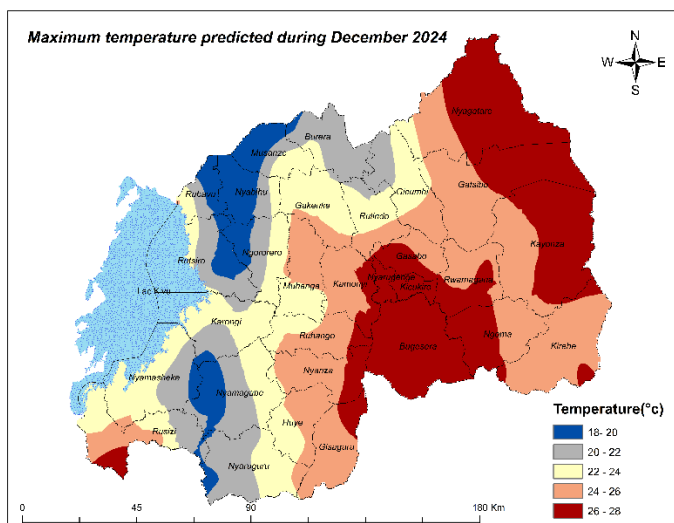 Maximum temperature predicted during December 2024
N
W E
S
Nyagatare
Burera
Musanze
Rubavu
Nyabihu
Gicumbi
Gatsibo
Gakenke
Rulindo
Kayonza
Rutsiro
Ngororero
Gasabo
Muhanga
Kamonyi
Nyarugenge
Kicukiro
Rwamagana
Lac Kivu
Karongi
Ruhango
Bugesera
Ngoma
Kirehe
Nyamasheke
Nyamagabe
Nyanza
Huye
Gisagara
Rusizi
Nyaruguru
Temperature(°c)
18- 20
20 - 22
22 - 24
24 - 26
26 - 28
0 45 90 180 Km